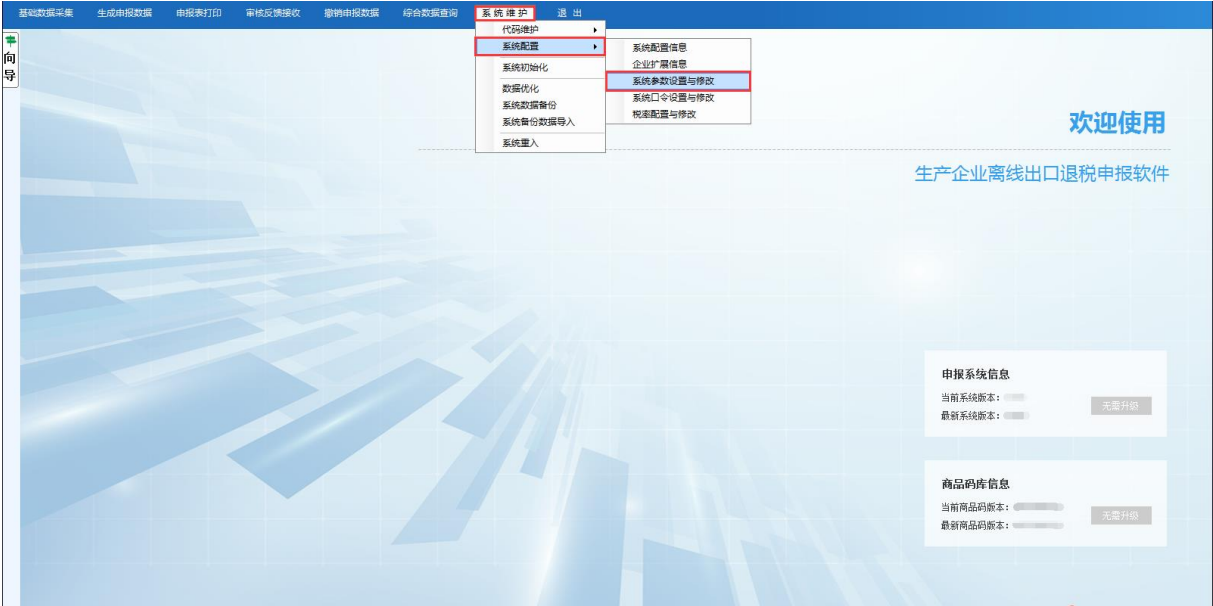 基础数据采集 生成申报数据 申报表打印 审核反馈接收 撤销申报数据 综合数据查询 系统维护 退出
向导
代码维护
系统配置
系统初始化
数据优化
系统数据备份
系统备份数据导入
系统重入
系统配置信息
企业扩展信息
系统参数设置与修改
系统口令设置与修改
税率配置与修改
欢迎使用
生产企业离线出口退税申报软件
申报系统信息
当前系统版本：
最新系统版本：
无需升级
商品码库信息
当前商品码版本：
最新商品码版本：
无需升级